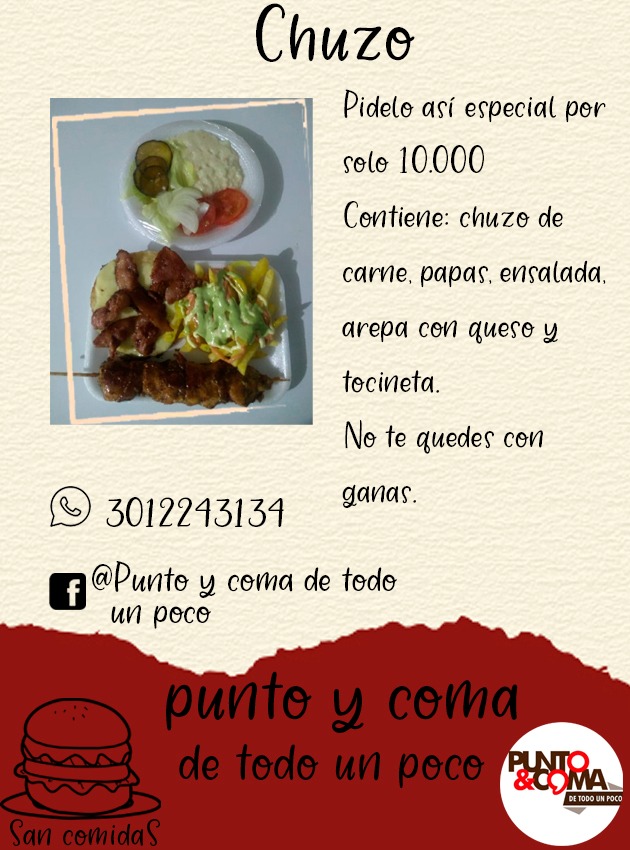 Chuzo
Pidelo así especial por
solo 10.000
Contiene: chuzo de
carne, papas, ensalada,
arepa con queso y
tocineta.
No te quedes con
ganas.
3012243134
@Punto y coma de todo
un poco
punto y coma
de todo un poco
San comidaS
PUNTO
&COMA
DE TODO UN POCO